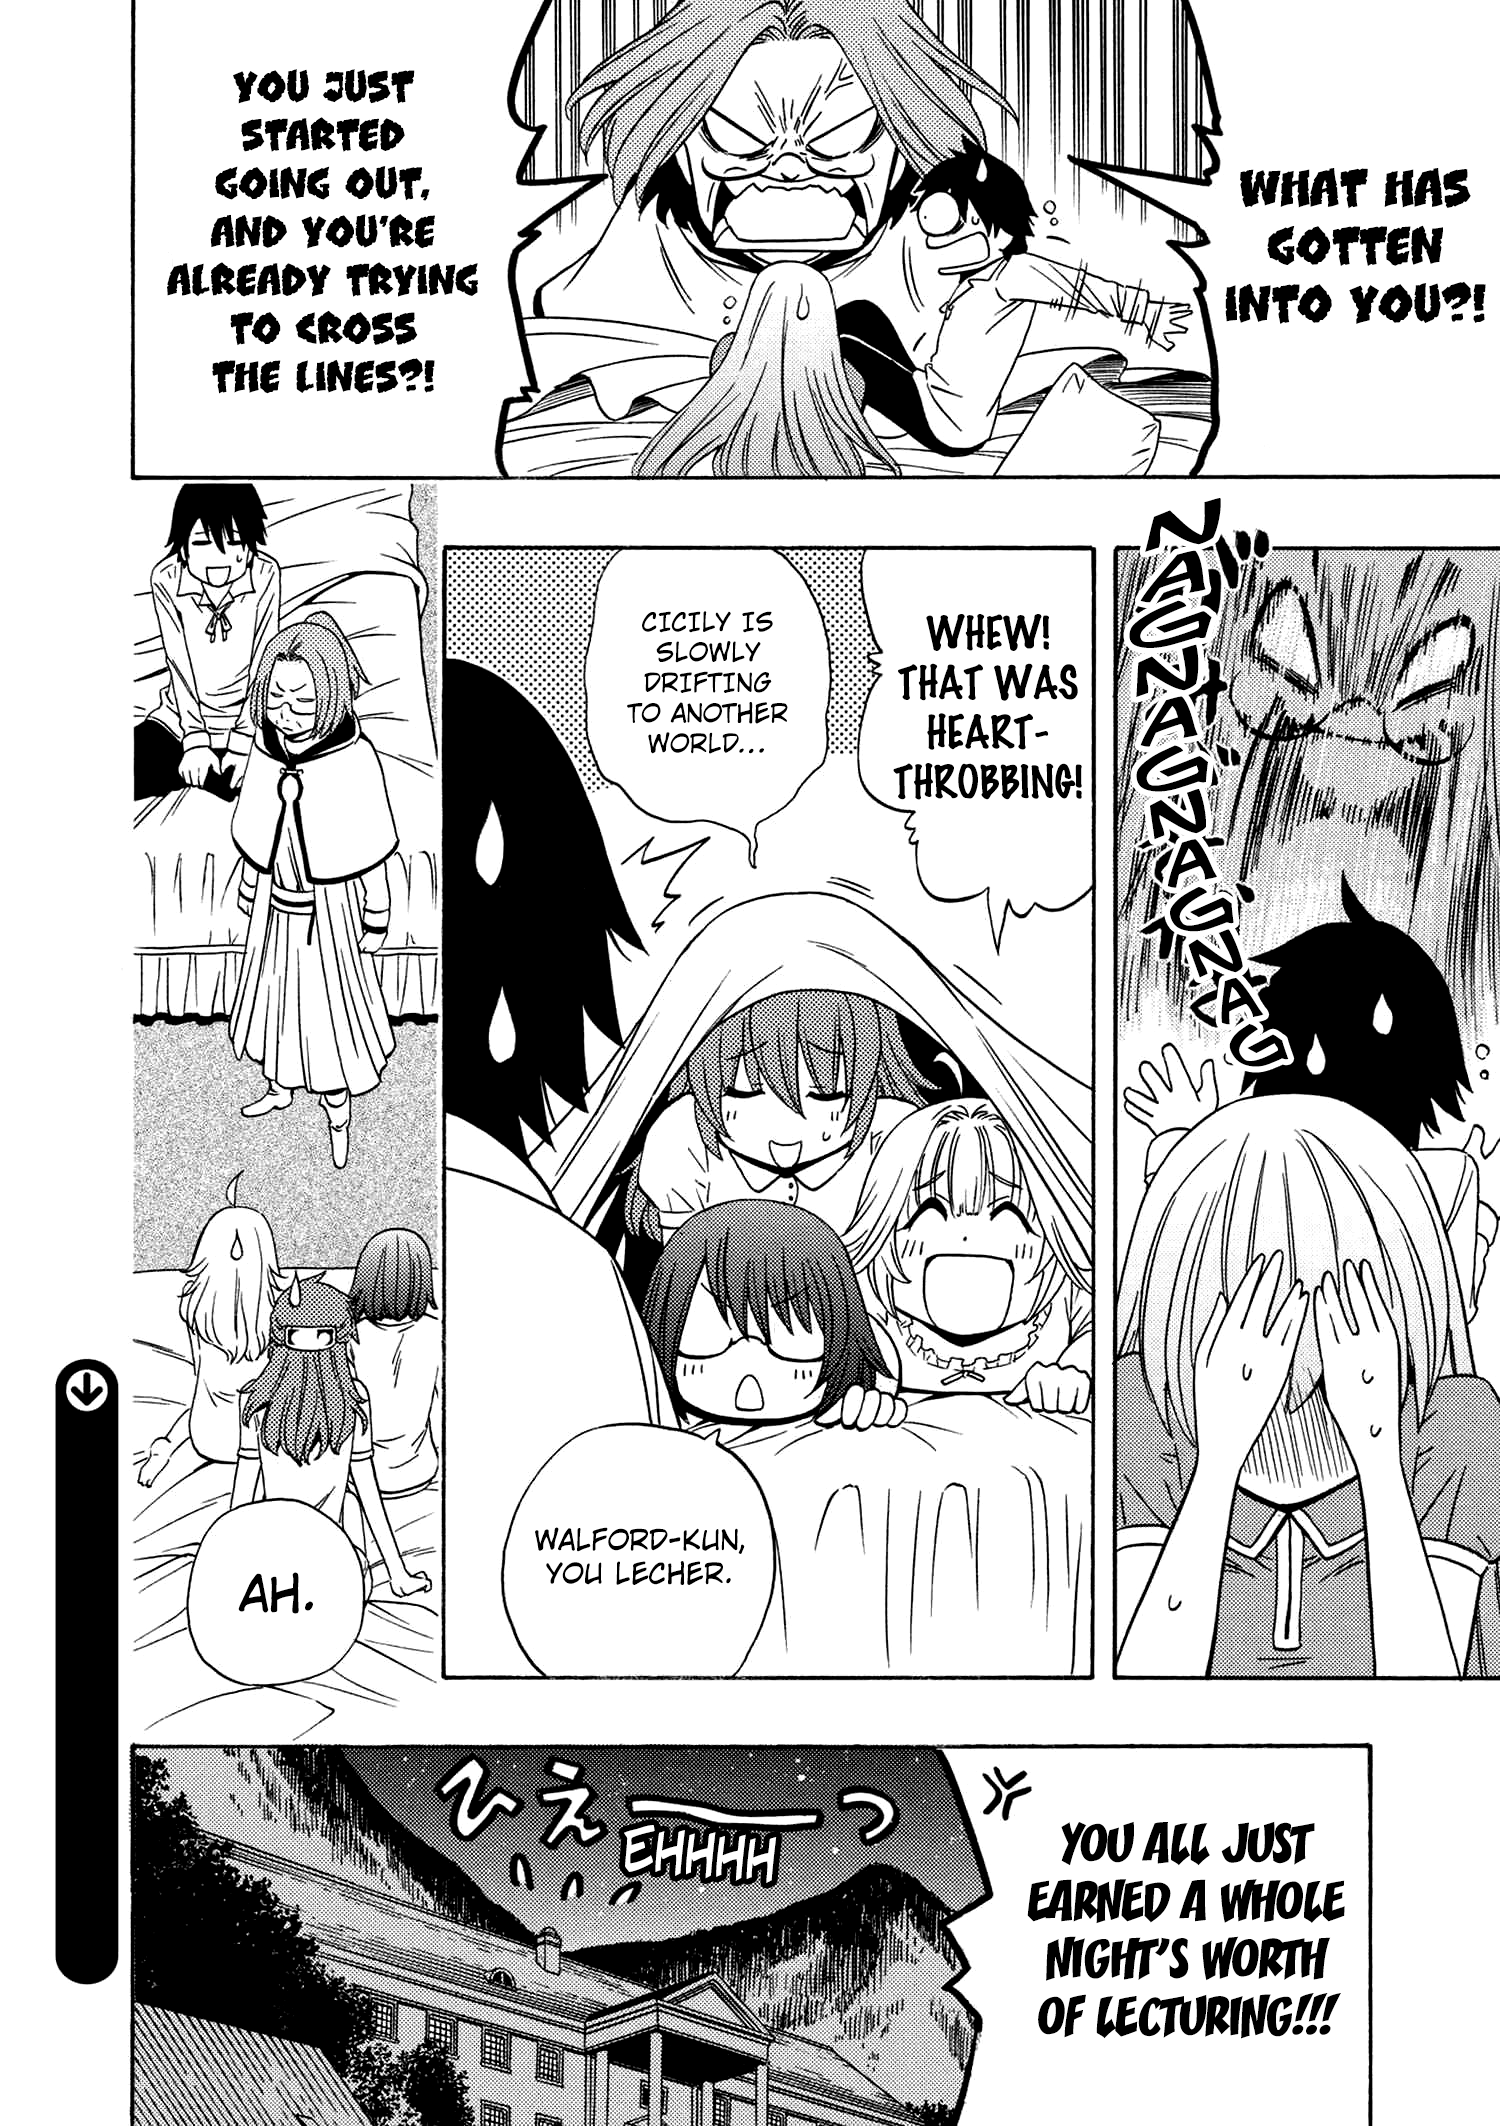 WHAT HAS
GOTTEN
INTO YOU?!
YOU JUST
STARTED
GOING OUT,
AND YOU'RE
ALREADY TRYING
TO CROSS
THE LINES?!
NAGNAGNAGNAGNAGNAG
WHEW!
THAT WAS
HEART-
THROBBING!
CICILY IS
SLOWLY
DRIFTING
TO ANOTHER
WORLD...
WALFORD-KUN,
YOU LECHER.
AH.
YOU ALL JUST
EARNED A WHOLE
NIGHT'S WORTH
OF LECTURING!!!
ひえーっ
EHHHH